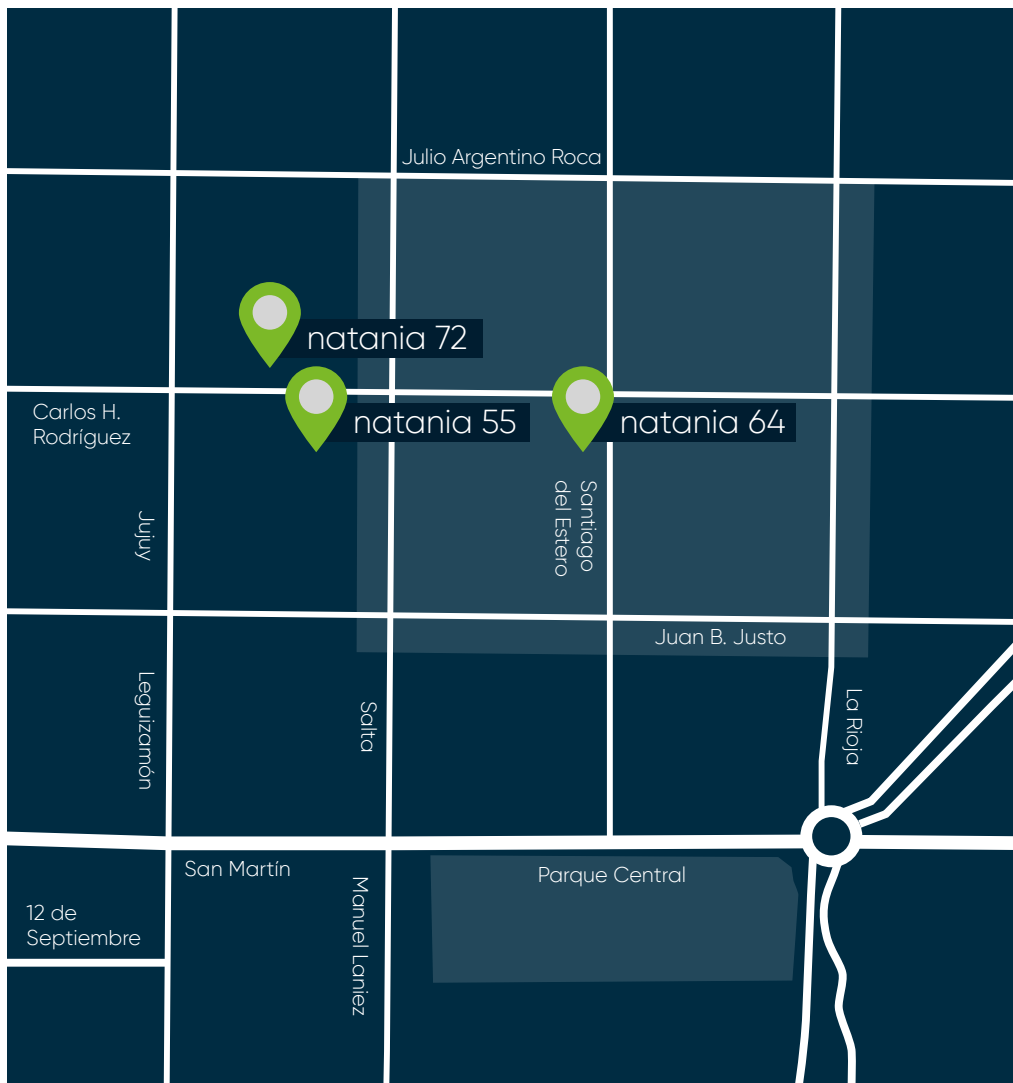 Julio Argentino Roca
natania 72
Carlos H.
Rodríguez
natania 55
natania 64
Jujuy
Santiago
del Estero
Juan B. Justo
Leguizamón
Salta
La Rioja
San Martín
Parque Central
12 de
Septiembre
Manuel Laniez